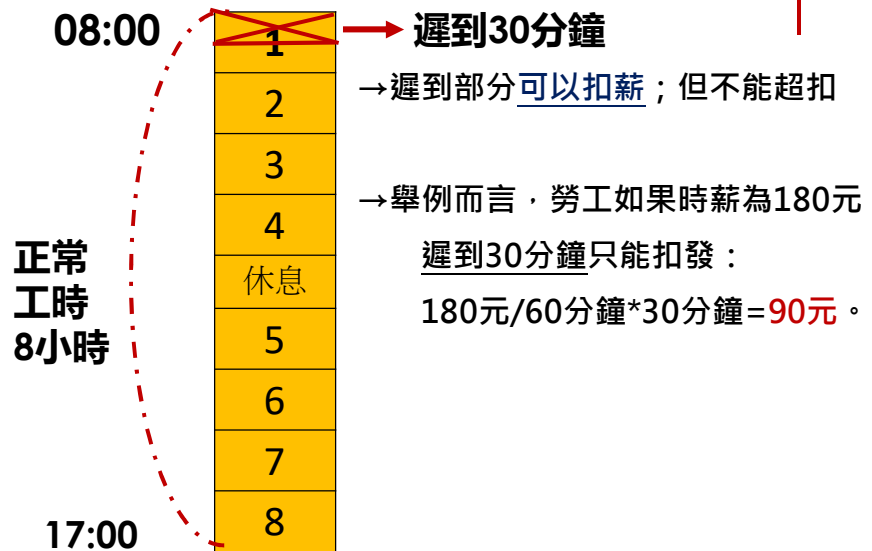 08:00
1
遲到30分鐘
2
→遲到部分可以扣薪；但不能超扣
3
→舉例而言，勞工如果時薪為180元
4
遲到30分鐘只能扣發：
休息
180元/60分鐘*30分鐘=90元。
正常
工時
8小時
5
6
7
8
17:00